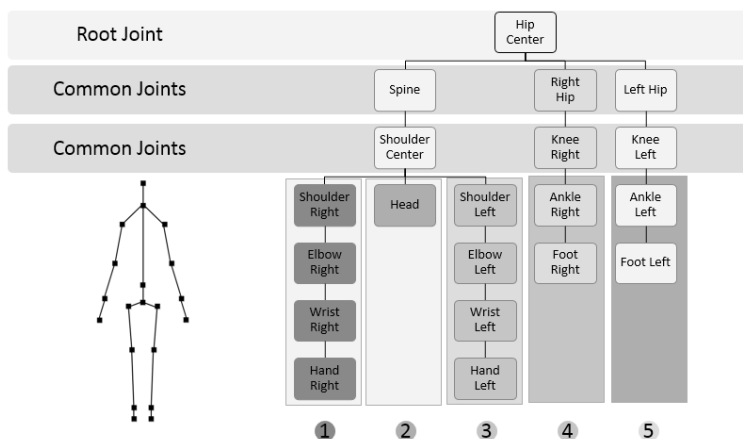 Root Joint
Hip
Center
Common Joints
Spine
Right
Hip
Left Hip
Common Joints
Shoulder
Center
Knee
Right
Knee
Left
Shoulder
Right
Head
Shoulder
Left
Ankle
Right
Ankle
Left
Elbow
Right
Elbow
Left
Foot
Right
Foot Left
Wrist
Right
Wrist
Left
Hand
Right
Hand
Left
1
2
3
4
5